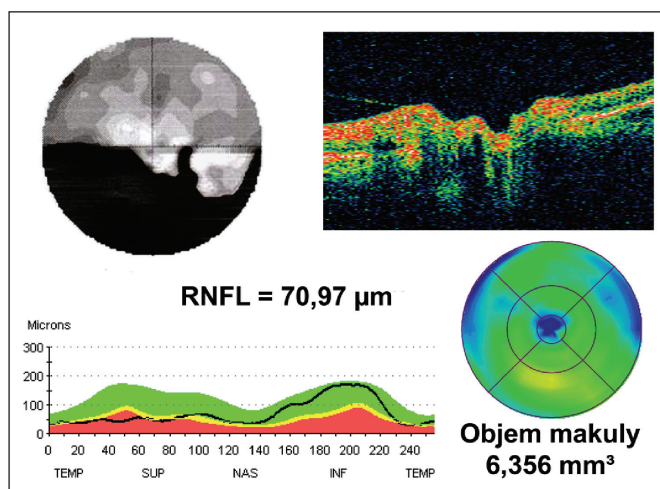 RNFL = 70,97 µm
Microns
300
200
100
0
0 20 40 60 80 100 120 140 160 180 200 220 240
TEMP SUP NAS INF TEMP
Objem makuly
6,356 mm³